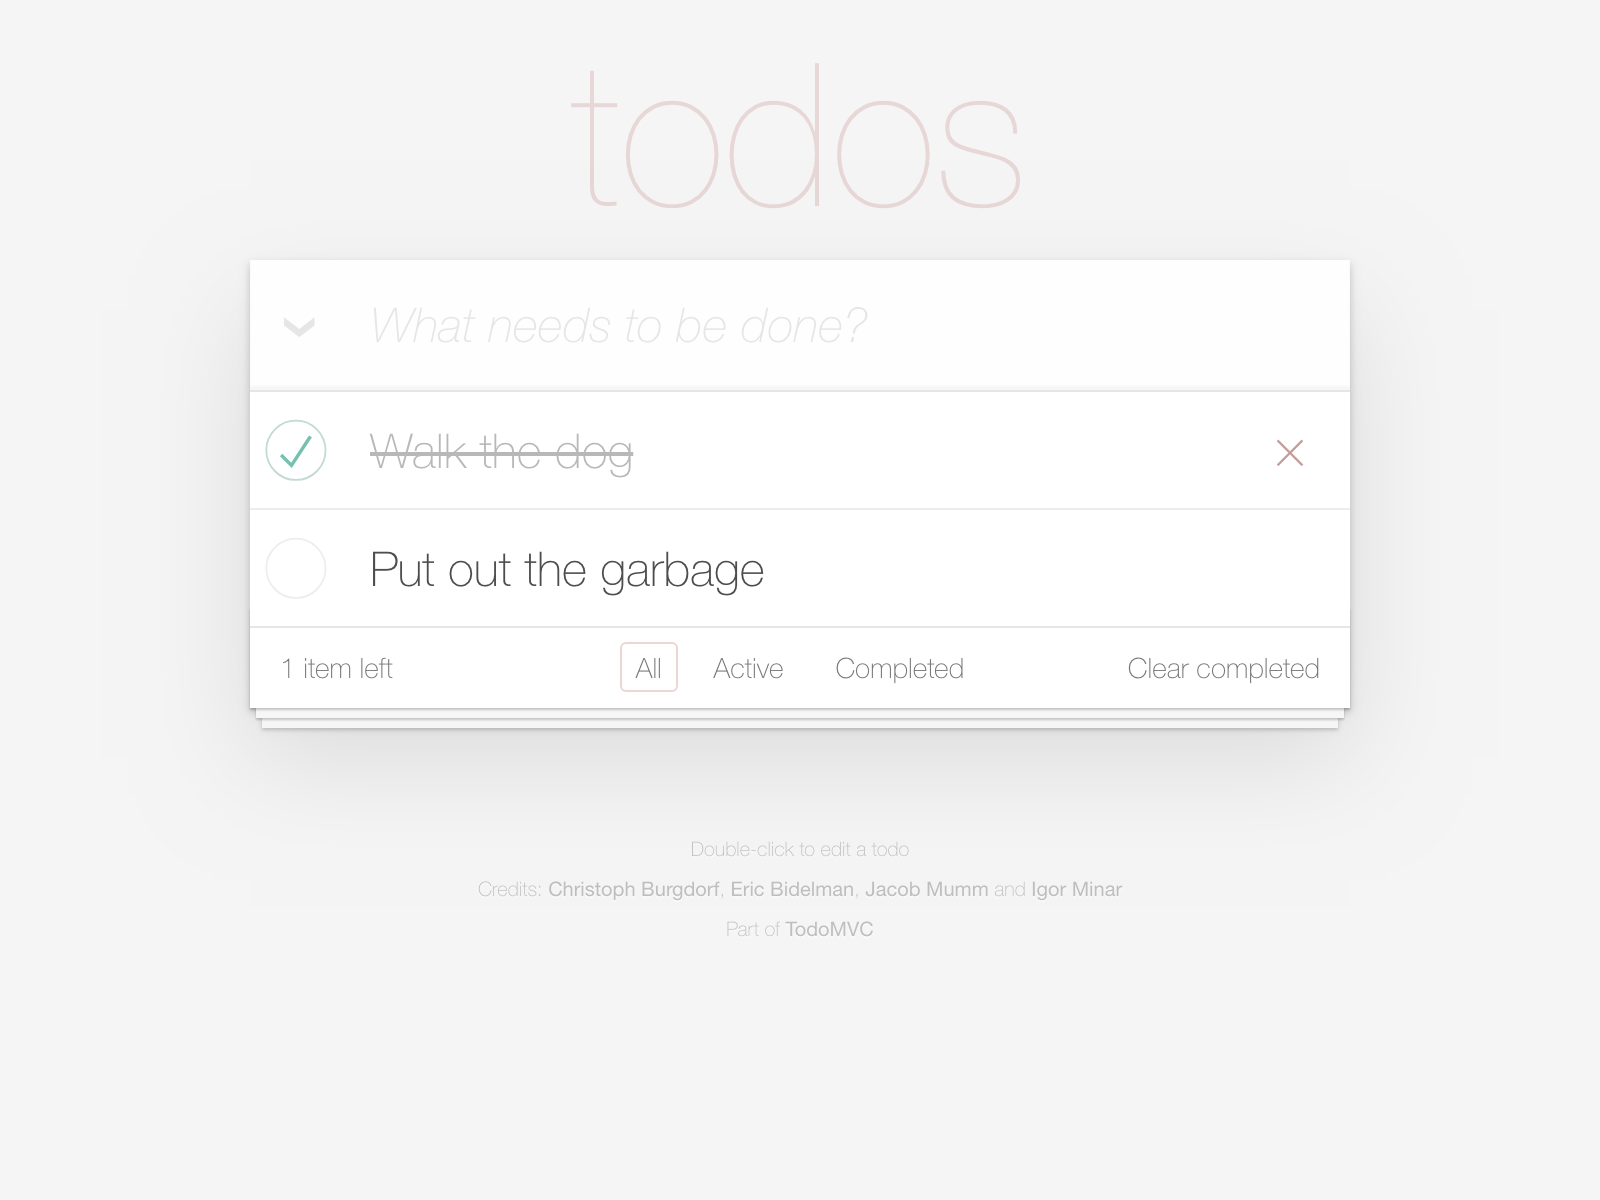 todos
What needs to be done?
Walk the dog
Put out the garbage
1 item left All Active Completed Clear completed
Double-click to edit a todo
Credits: Christoph Burgdorf, Eric Bidelman, Jacob Mumm and Igor Minar
Part of TodoMVC